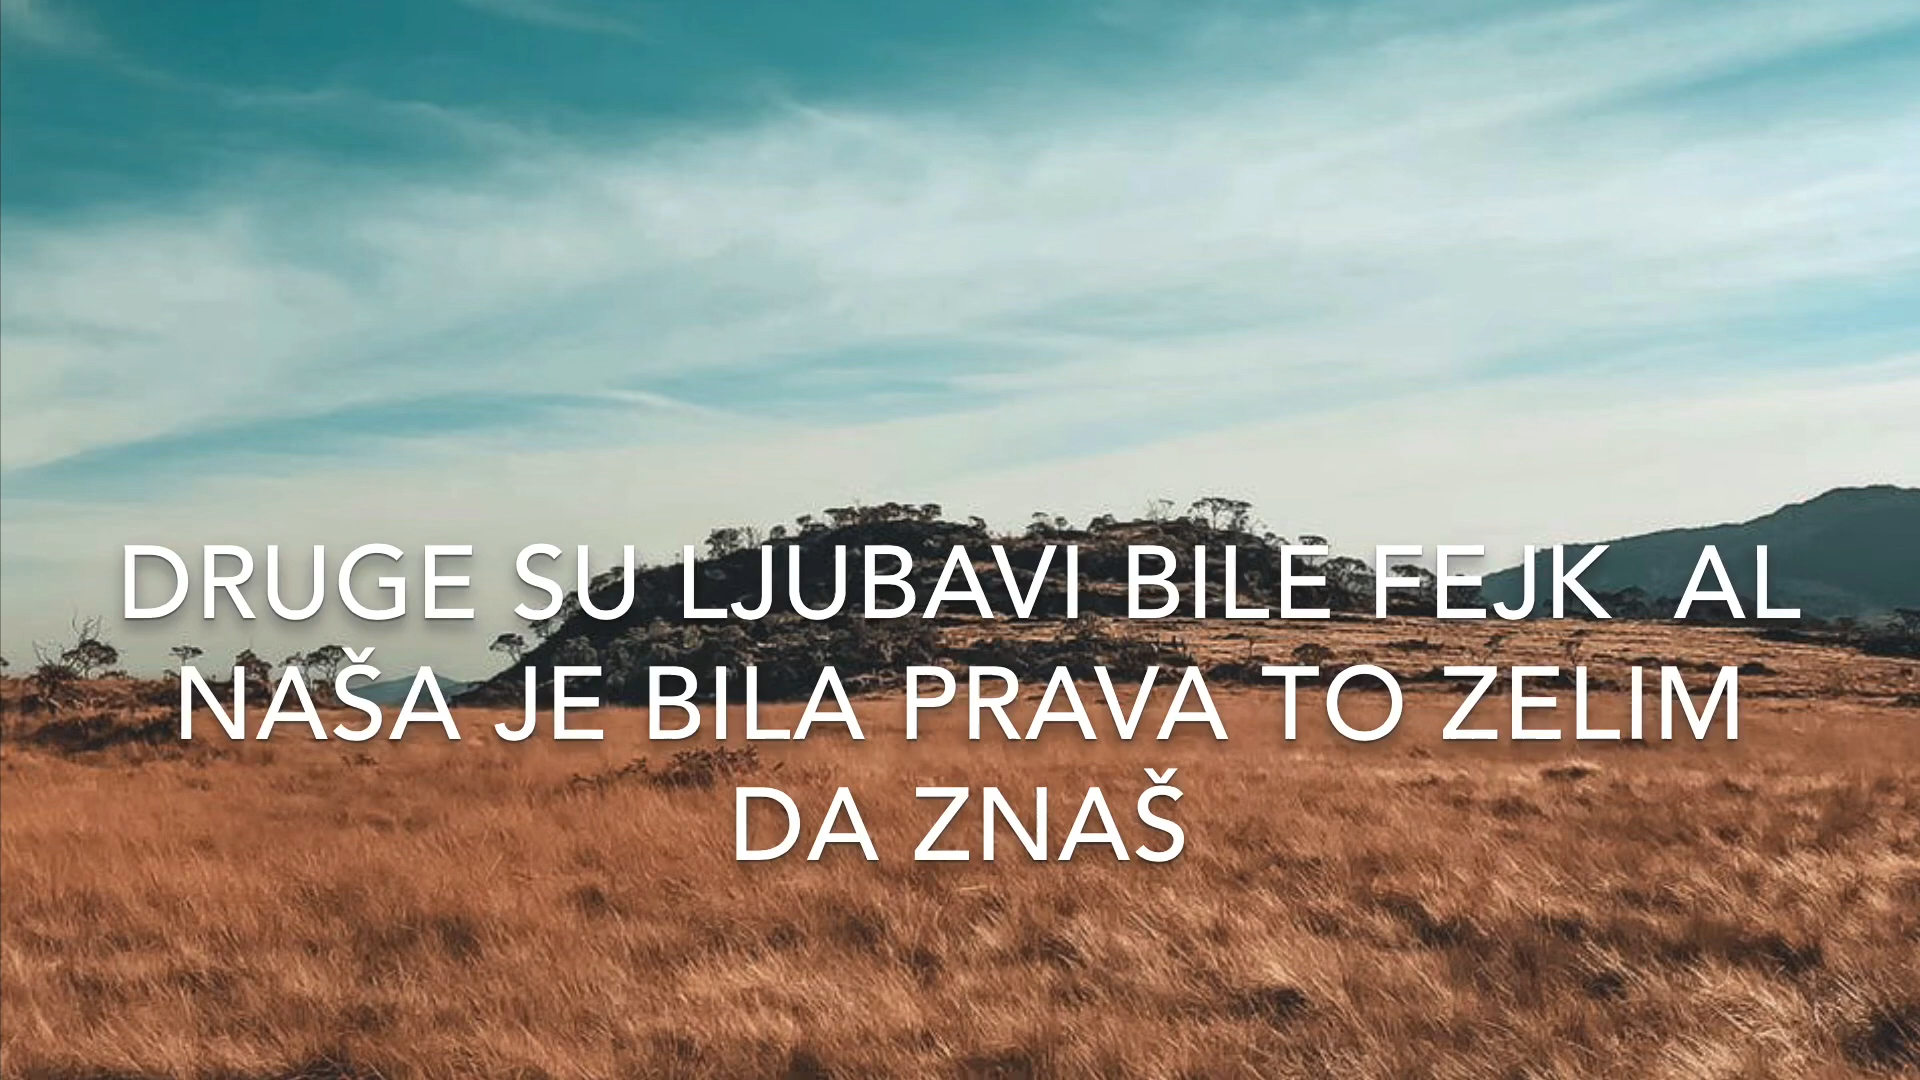 DRUGE SU LJUBAVI BILE FEJK  AL
NAŠA JE BILA PRAVA TO ZELIM
DA ZNAŠ